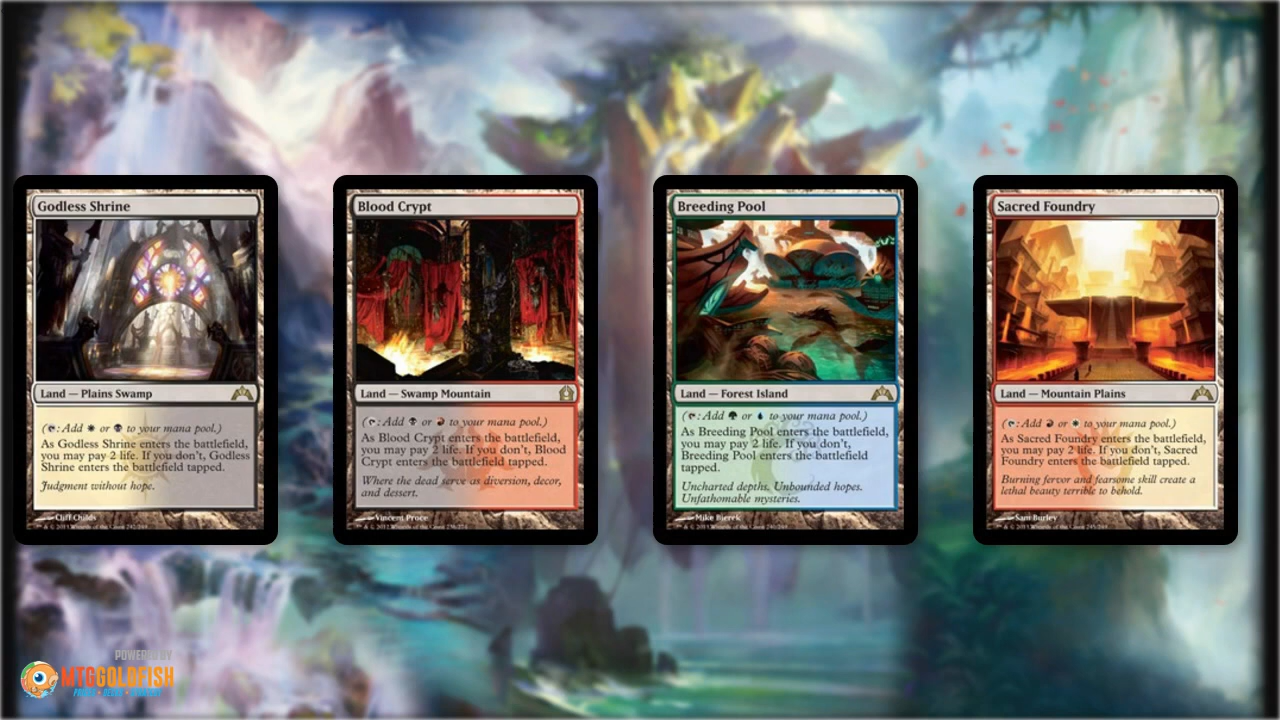 Godless Shrine
Land — Plains Swamp
( : Add or to your mana pool.)
As Godless Shrine enters the battlefield,
you may pay 2 life. If you don't, Godless
Shrine enters the battlefield tapped.
Judgment without hope.
Cliff Childs
Blood Crypt
Land — Swamp Mountain
( : Add or to your mana pool.)
As Blood Crypt enters the battlefield,
you may pay 2 life. If you don't, Blood
Crypt enters the battlefield tapped.
Where the dead serve as diversion, decor,
and dessert.
Vincent Proce
Breeding Pool
Land — Forest Island
( : Add or to your mana pool.)
As Breeding Pool enters the battlefield,
you may pay 2 life. If you don't,
Breeding Pool enters the battlefield
tapped.
Uncharted depths. Unbounded hopes.
Unfathomable mysteries.
Mike Bierek
Sacred Foundry
Land — Mountain Plains
( : Add or to your mana pool.)
As Sacred Foundry enters the battlefield,
you may pay 2 life. If you don't, Sacred
Foundry enters the battlefield tapped.
Burning fervor and fearsome skill create a
lethal beauty terrible to behold.
Sam Burley
POWERED BY
MTGGOLDFISH